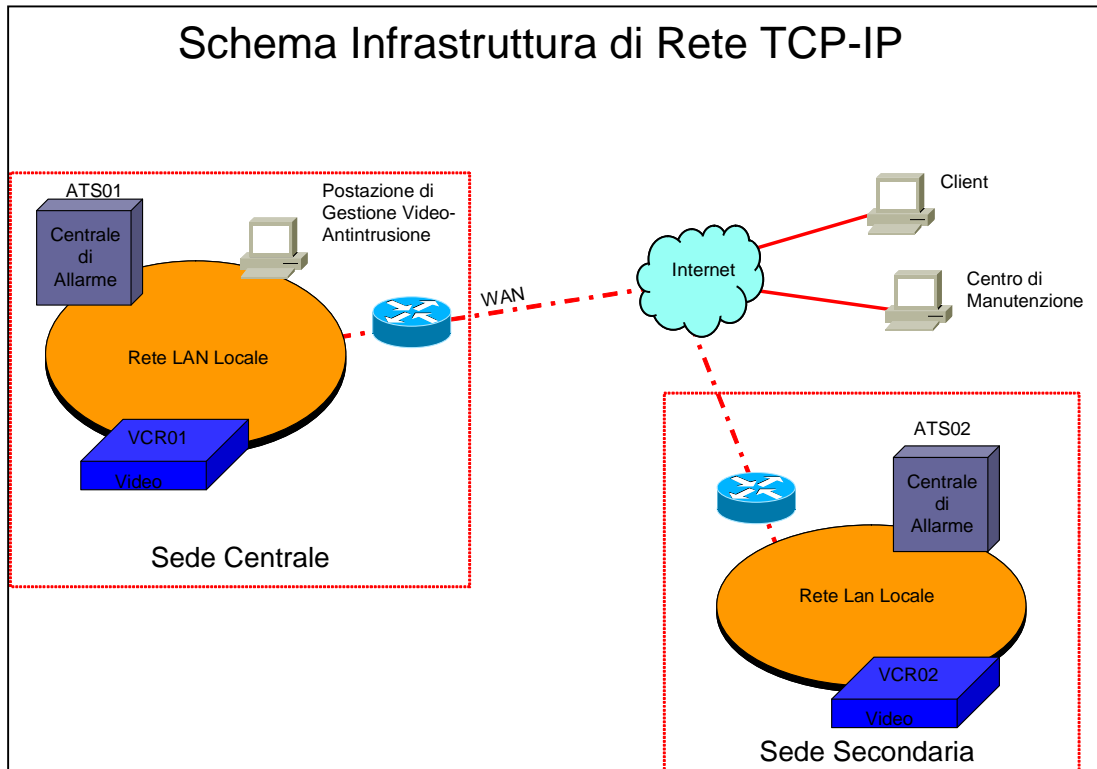 Schema Infrastruttura di Rete TCP-IP
ATS01
Centrale
di
Allarme
Postazione di
Gestione Video-
Antintrusione
Rete LAN Locale
VCR01
Video
Sede Centrale
WAN
Internet
Client
Centro di
Manutenzione
ATS02
Centrale
di
Allarme
Rete Lan Locale
VCR02
Video
Sede Secondaria